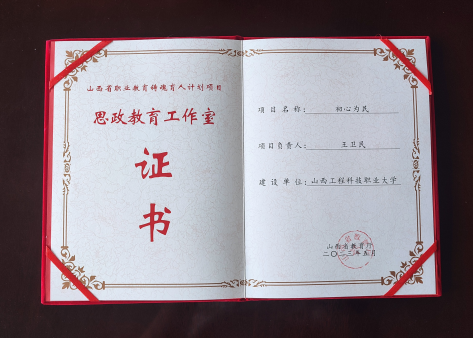 山西省职业教育铸魂育人计划项目
思政教育工作室
证
书
项目名称: 初心为民
项目负责人: 王卫民
建设单位: 山西工程科技职业大学
山西省教育厅
二〇二三年五月